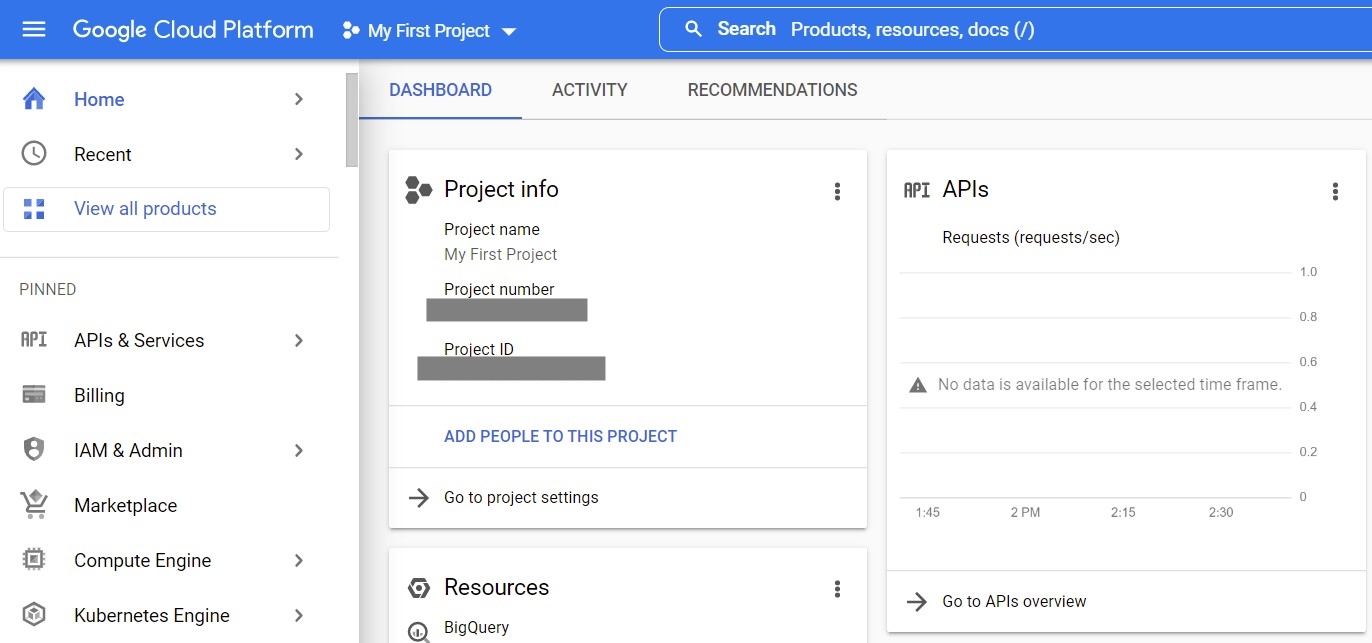 Google Cloud Platform
My First Project
Search Products, resources, docs (/)
Home
Recent
View all products
PINNED
API APIs & Services
Billing
IAM & Admin
Marketplace
Compute Engine
Kubernetes Engine
DASHBOARD
ACTIVITY
RECOMMENDATIONS
Project info
Project name
My First Project
Project number
Project ID
ADD PEOPLE TO THIS PROJECT
Go to project settings
Resources
BigQuery
API APIs
Requests (requests/sec)
1.0
0.8
0.6
No data is available for the selected time frame.
0.4
0.2
0
1:45 2 PM 2:15 2:30
Go to APIs overview